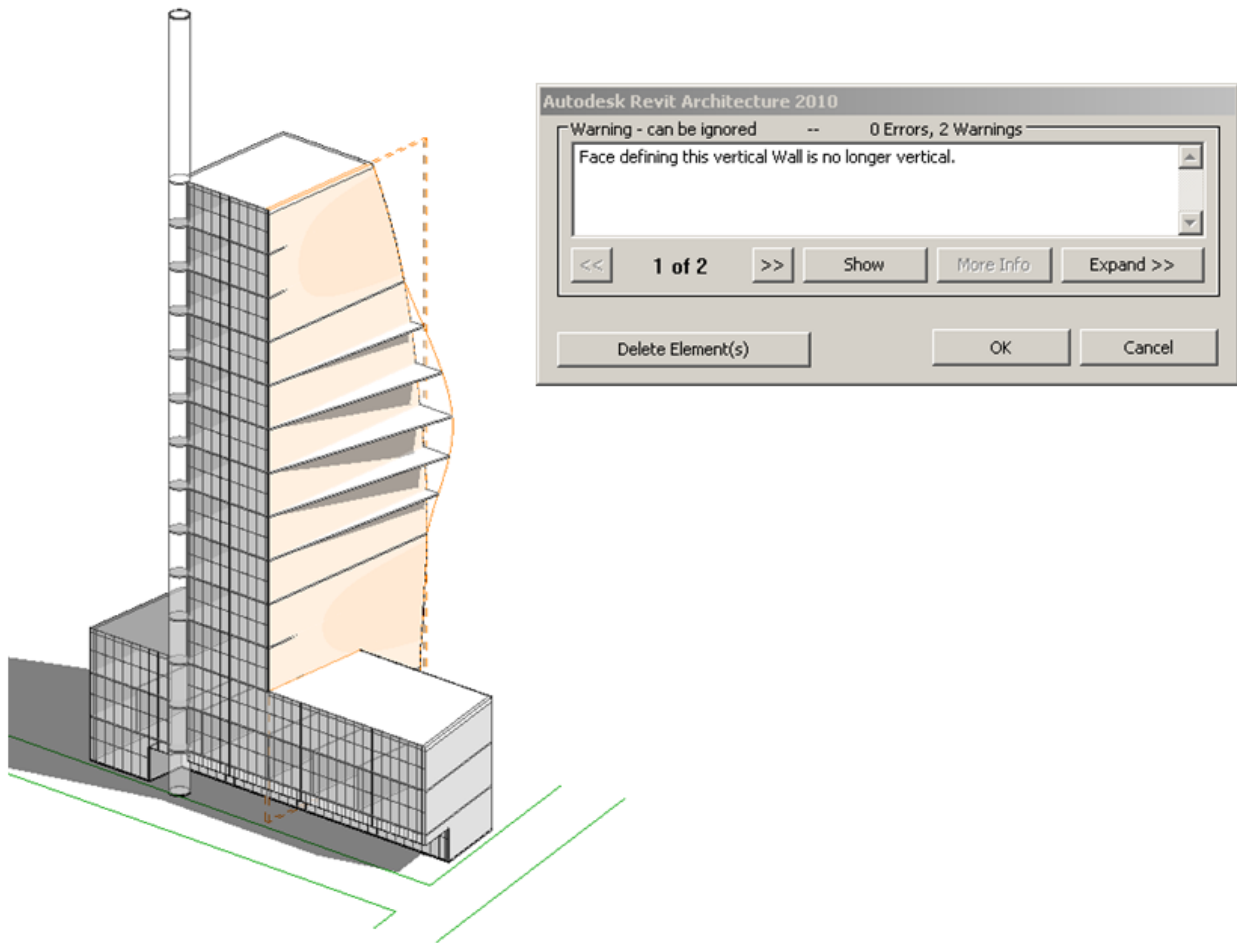 Autodesk Revit Architecture 2010
Warning - can be ignored -- 0 Errors, 2 Warnings
Face defining this vertical Wall is no longer vertical.
<< 1 of 2 >> Show More Info Expand >>
Delete Element(s) OK Cancel